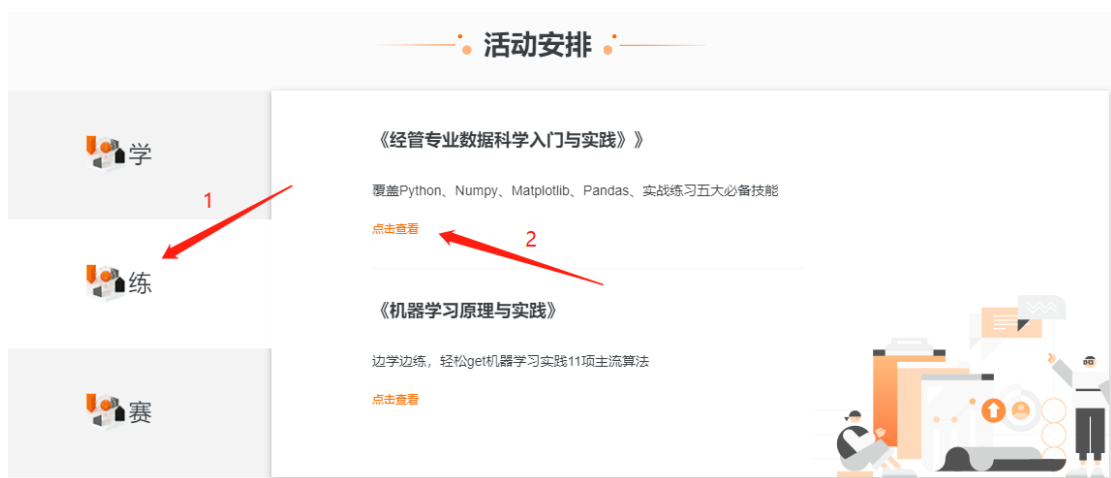 活动安排
学
《经管专业数据科学入门与实践》》
覆盖Python、Numpy、Matplotlib、Pandas、实战练习五大必备技能
1
点击查看
2
练
《机器学习原理与实践》
边学边练，轻松get机器学习实践11项主流算法
点击查看
赛